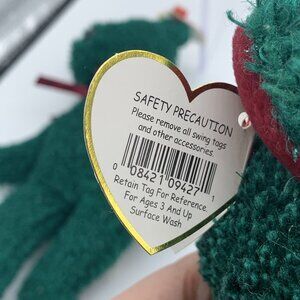 SAFETY PRECAUTION
Please remove all swing tags
and other accessories.
0 08421 09427 1
Retain Tag For Reference
For Ages 3 And Up
Surface Wash